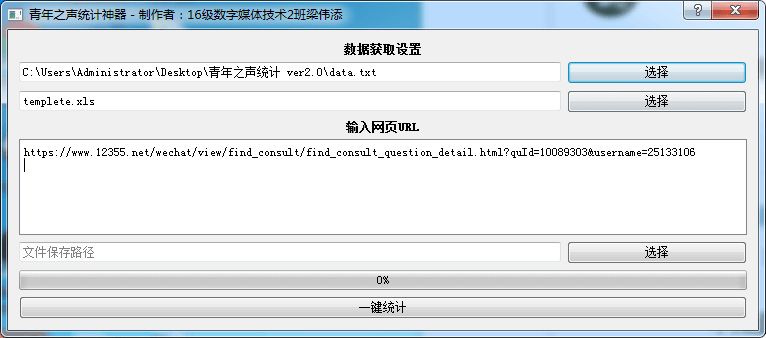 青年之声统计神器 - 制作者：16级数字媒体技术2班梁伟添
数据获取设置
C:\Users\Administrator\Desktop\青年之声统计 ver2.0\data.txt
选择
templete.xls
选择
输入网页URL
https://www.12355.net/wechat/view/find_consult/find_consult_question_detail.html?quId=10089303&username=25133106
文件保存路径
选择
0%
一键统计